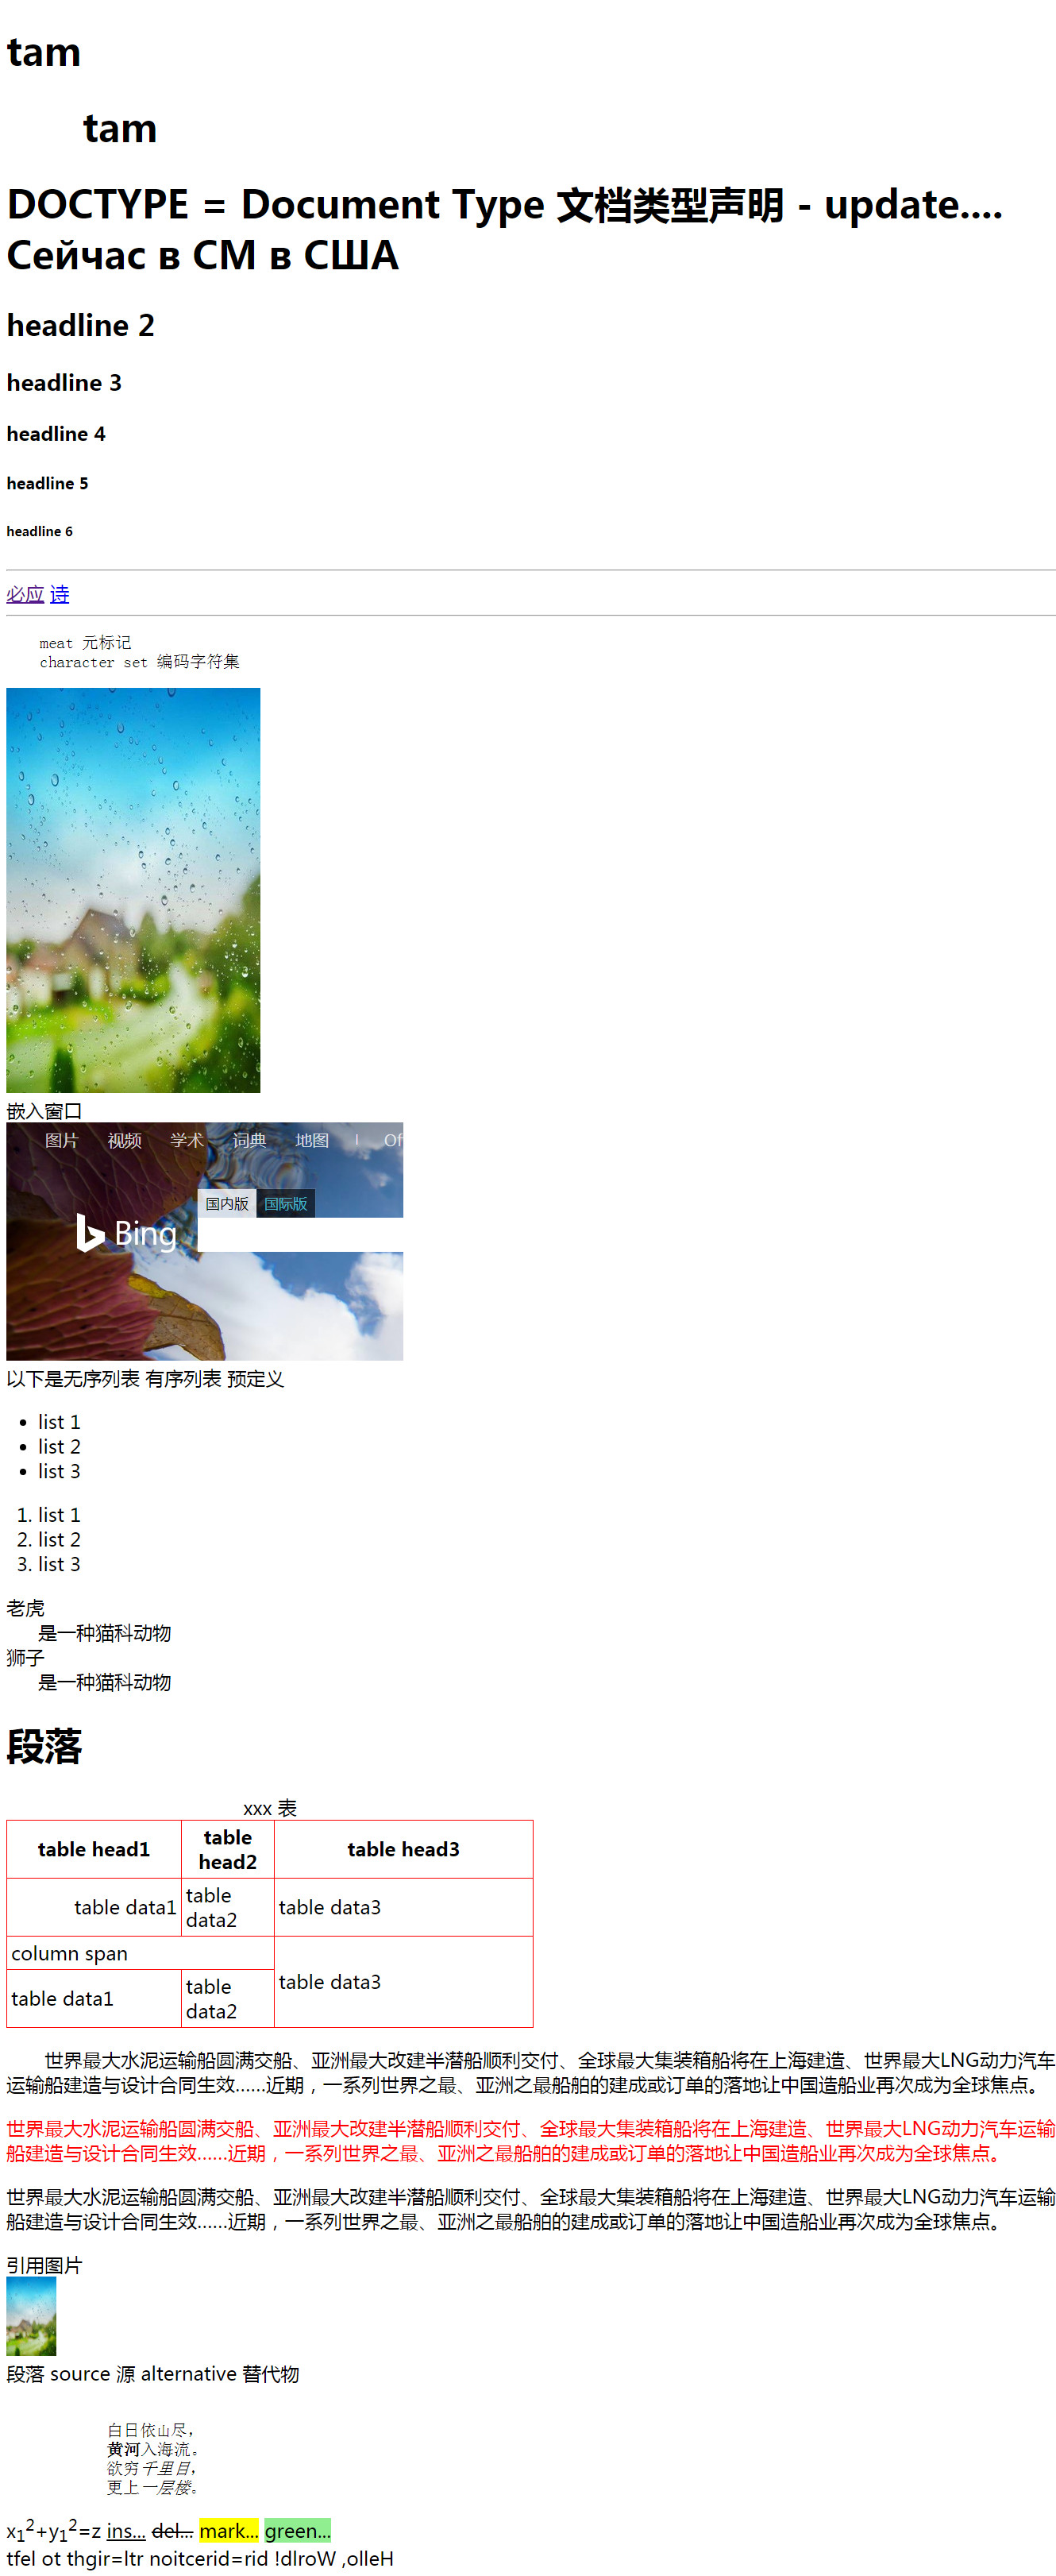 tam
tam
DOCTYPE = Document Type 文档类型声明 - update....
Сейчас в СМ в США
headline 2
headline 3
headline 4
headline 5
headline 6
必应 诗
meat 元标记
character set 编码字符集
嵌入窗口
图片 视频 学术 词典 地图 | Of
国内版 国际版
Bing
以下是无序列表 有序列表 预定义
• list 1
• list 2
• list 3
1. list 1
2. list 2
3. list 3
老虎
是一种猫科动物
狮子
是一种猫科动物
段落
xxx 表
table head1 table head2 table head3
table data1 table data2 table data3
column span table data3
table data1 table data2
世界最大水泥运输船圆满交船、亚洲最大改建半潜船顺利交付、全球最大集装箱船将在上海建造、世界最大LNG动力汽车
运输船建造与设计合同生效……近期，一系列世界之最、亚洲之最船舶的建成或订单的落地让中国造船业再次成为全球焦点。
世界最大水泥运输船圆满交船、亚洲最大改建半潜船顺利交付、全球最大集装箱船将在上海建造、世界最大LNG动力汽车运输
船建造与设计合同生效……近期，一系列世界之最、亚洲之最船舶的建成或订单的落地让中国造船业再次成为全球焦点。
世界最大水泥运输船圆满交船、亚洲最大改建半潜船顺利交付、全球最大集装箱船将在上海建造、世界最大LNG动力汽车运输
船建造与设计合同生效……近期，一系列世界之最、亚洲之最船舶的建成或订单的落地让中国造船业再次成为全球焦点。
引用图片
段落 source 源 alternative 替代物
白日依山尽，
黄河入海流。
欲穷千里目，
更上一层楼。
x₁²+y₁²=z ins... del... mark... green...
tfel ot thgir=ltr noitcerid=rid !dlroW ,olleH